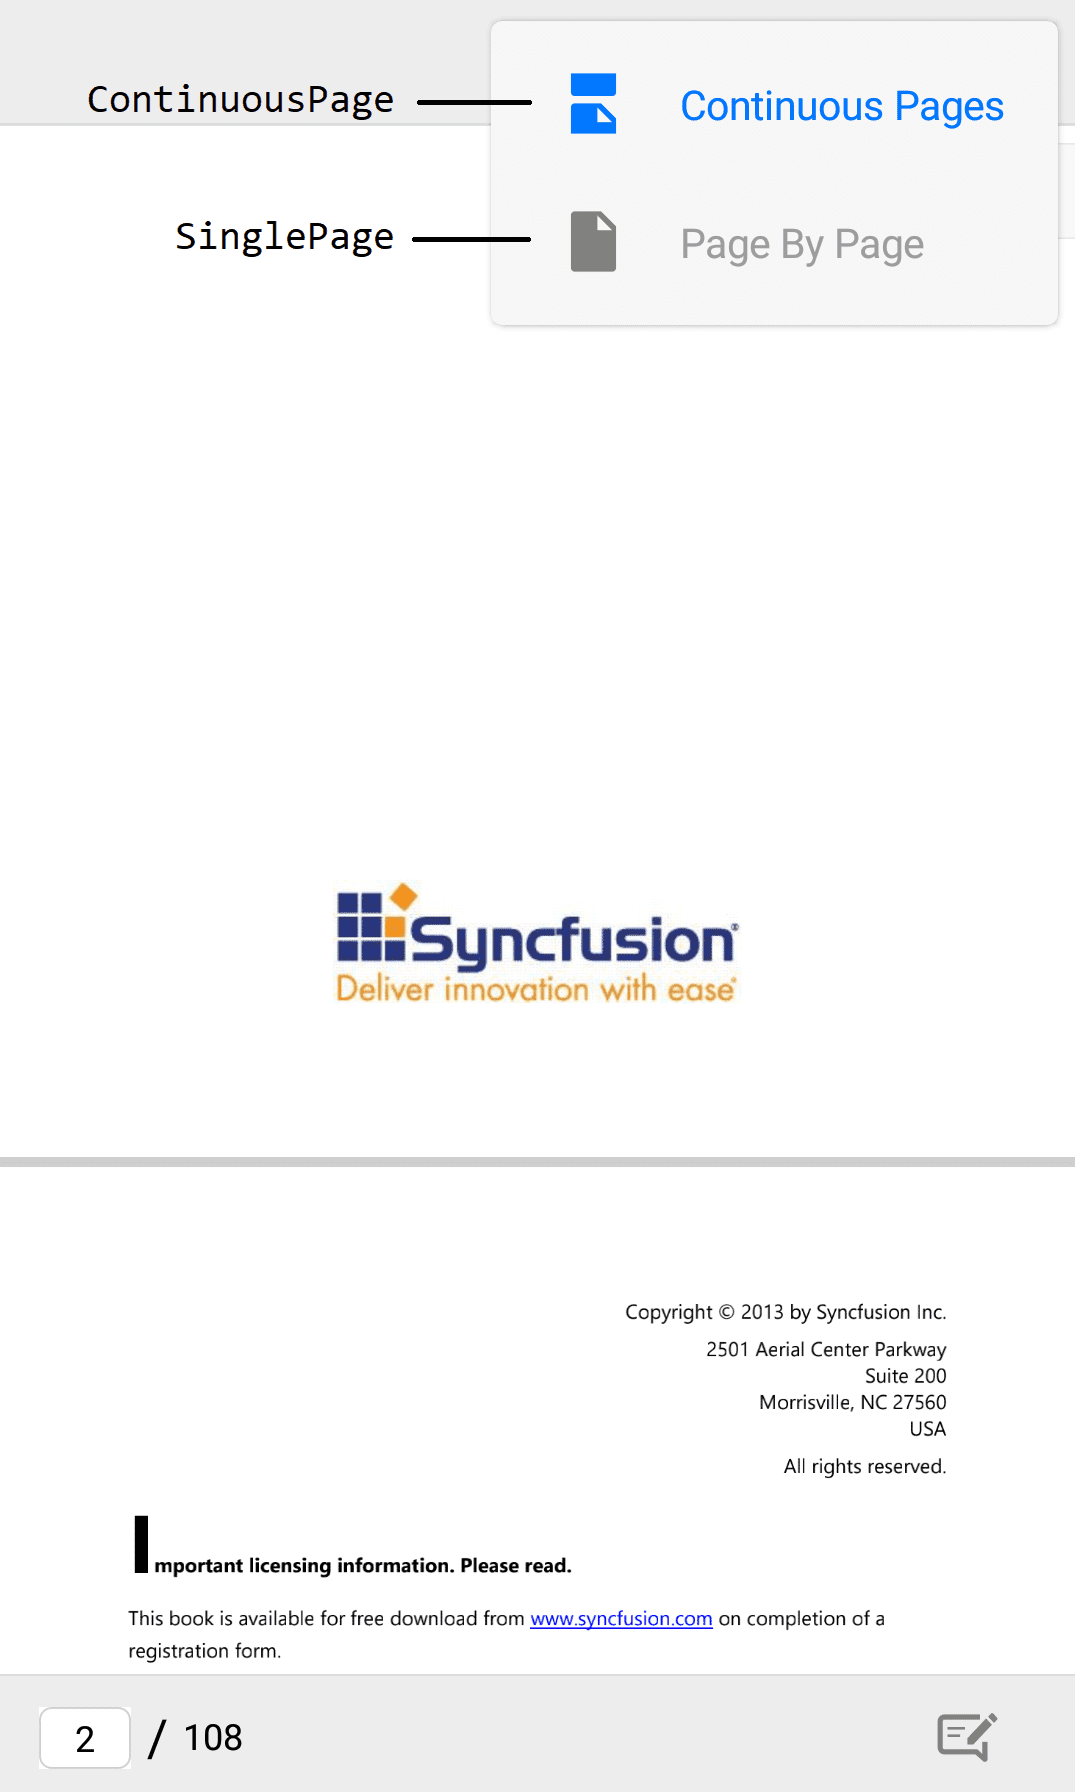 ContinuousPage
Continuous Pages
SinglePage
Page By Page
Syncfusion®
Deliver innovation with ease®
Copyright © 2013 by Syncfusion Inc.
2501 Aerial Center Parkway
Suite 200
Morrisville, NC 27560
USA
All rights reserved.
Important licensing information. Please read.
This book is available for free download from www.syncfusion.com on completion of a
registration form.
2 / 108